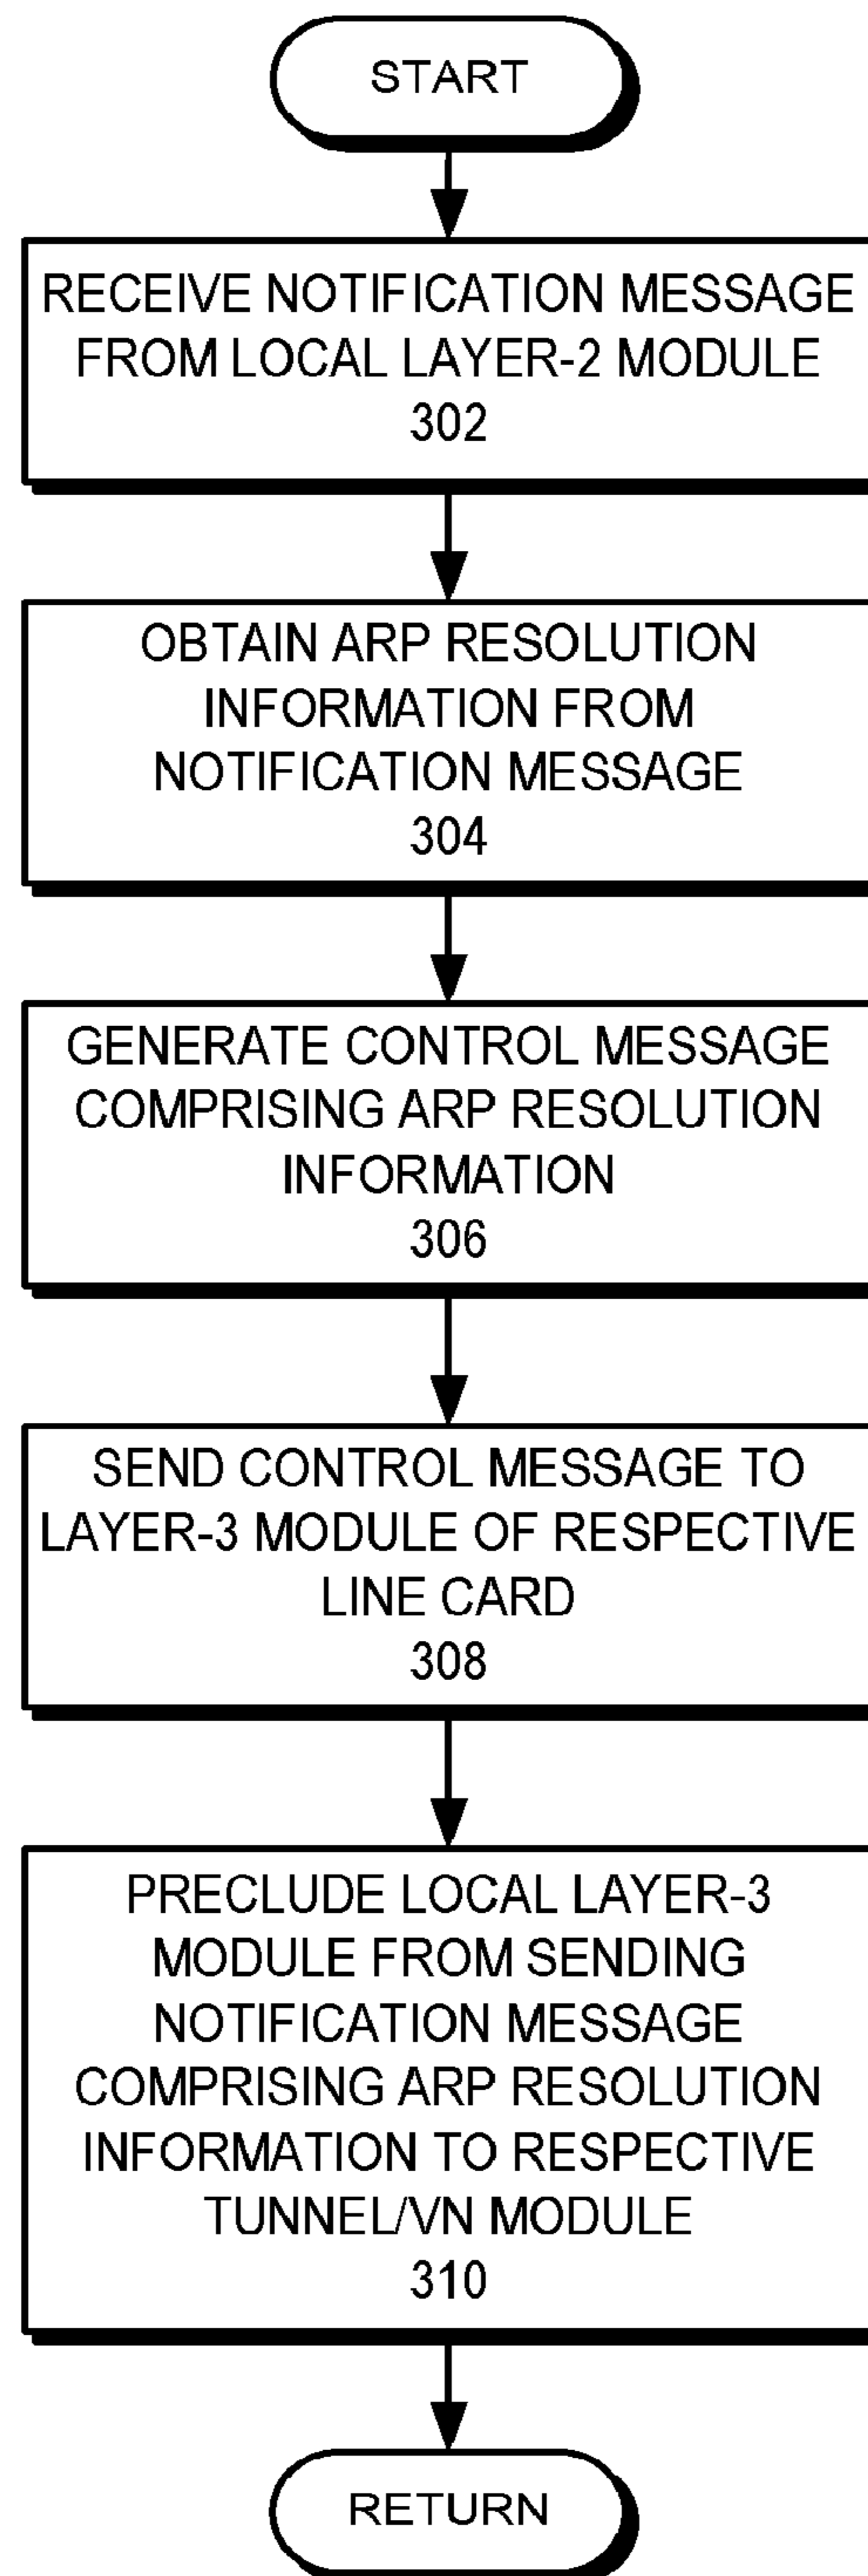 START
RECEIVE NOTIFICATION MESSAGE
FROM LOCAL LAYER-2 MODULE
302
OBTAIN ARP RESOLUTION
INFORMATION FROM
NOTIFICATION MESSAGE
304
GENERATE CONTROL MESSAGE
COMPRISING ARP RESOLUTION
INFORMATION
306
SEND CONTROL MESSAGE TO
LAYER-3 MODULE OF RESPECTIVE
LINE CARD
308
PRECLUDE LOCAL LAYER-3
MODULE FROM SENDING
NOTIFICATION MESSAGE
COMPRISING ARP RESOLUTION
INFORMATION TO RESPECTIVE
TUNNEL/VN MODULE
310
RETURN